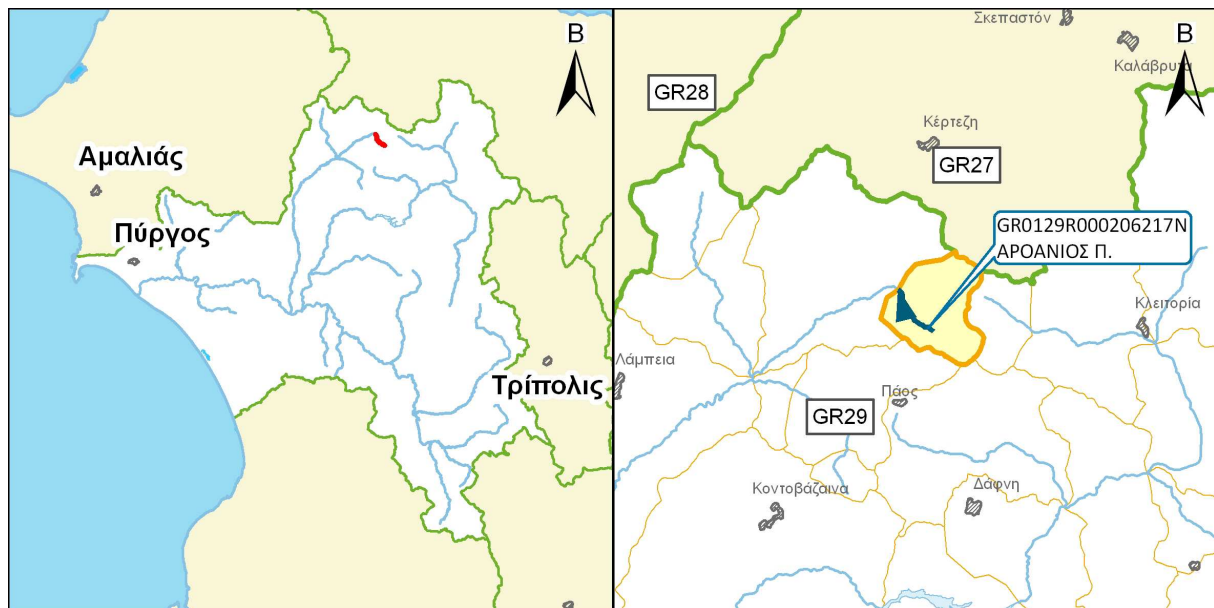 Β
Αμαλιάς
Πύργος
Τρίπολις
Σκεπαστόν
Β
Καλάβρυτα
GR28
Κέρτεζη
GR27
GR0129R000206217N
ΑΡΟΑΝΙΟΣ Π.
Κλειτορία
Λάμπεια
Πάος
GR29
Δάφνη
Κοντοβάζαινα